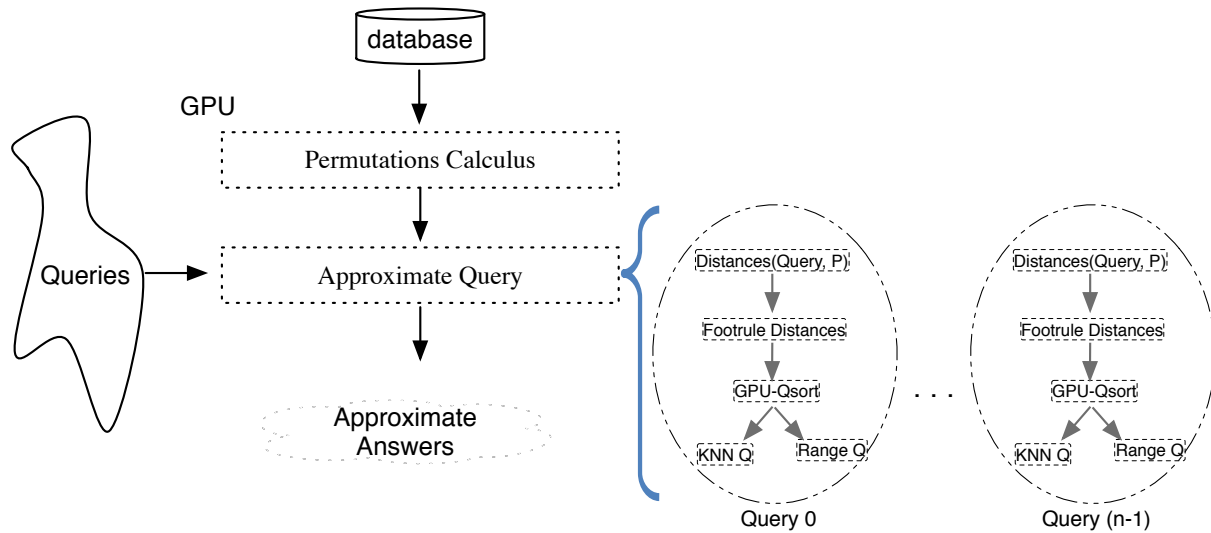 database
GPU
Permutations Calculus
Queries
Approximate Query
Approximate
Answers
Distances(Query, P)
Footrule Distances
GPU-Qsort
KNN Q
Range Q
Query 0
. . .
Distances(Query, P)
Footrule Distances
GPU-Qsort
KNN Q
Range Q
Query (n-1)